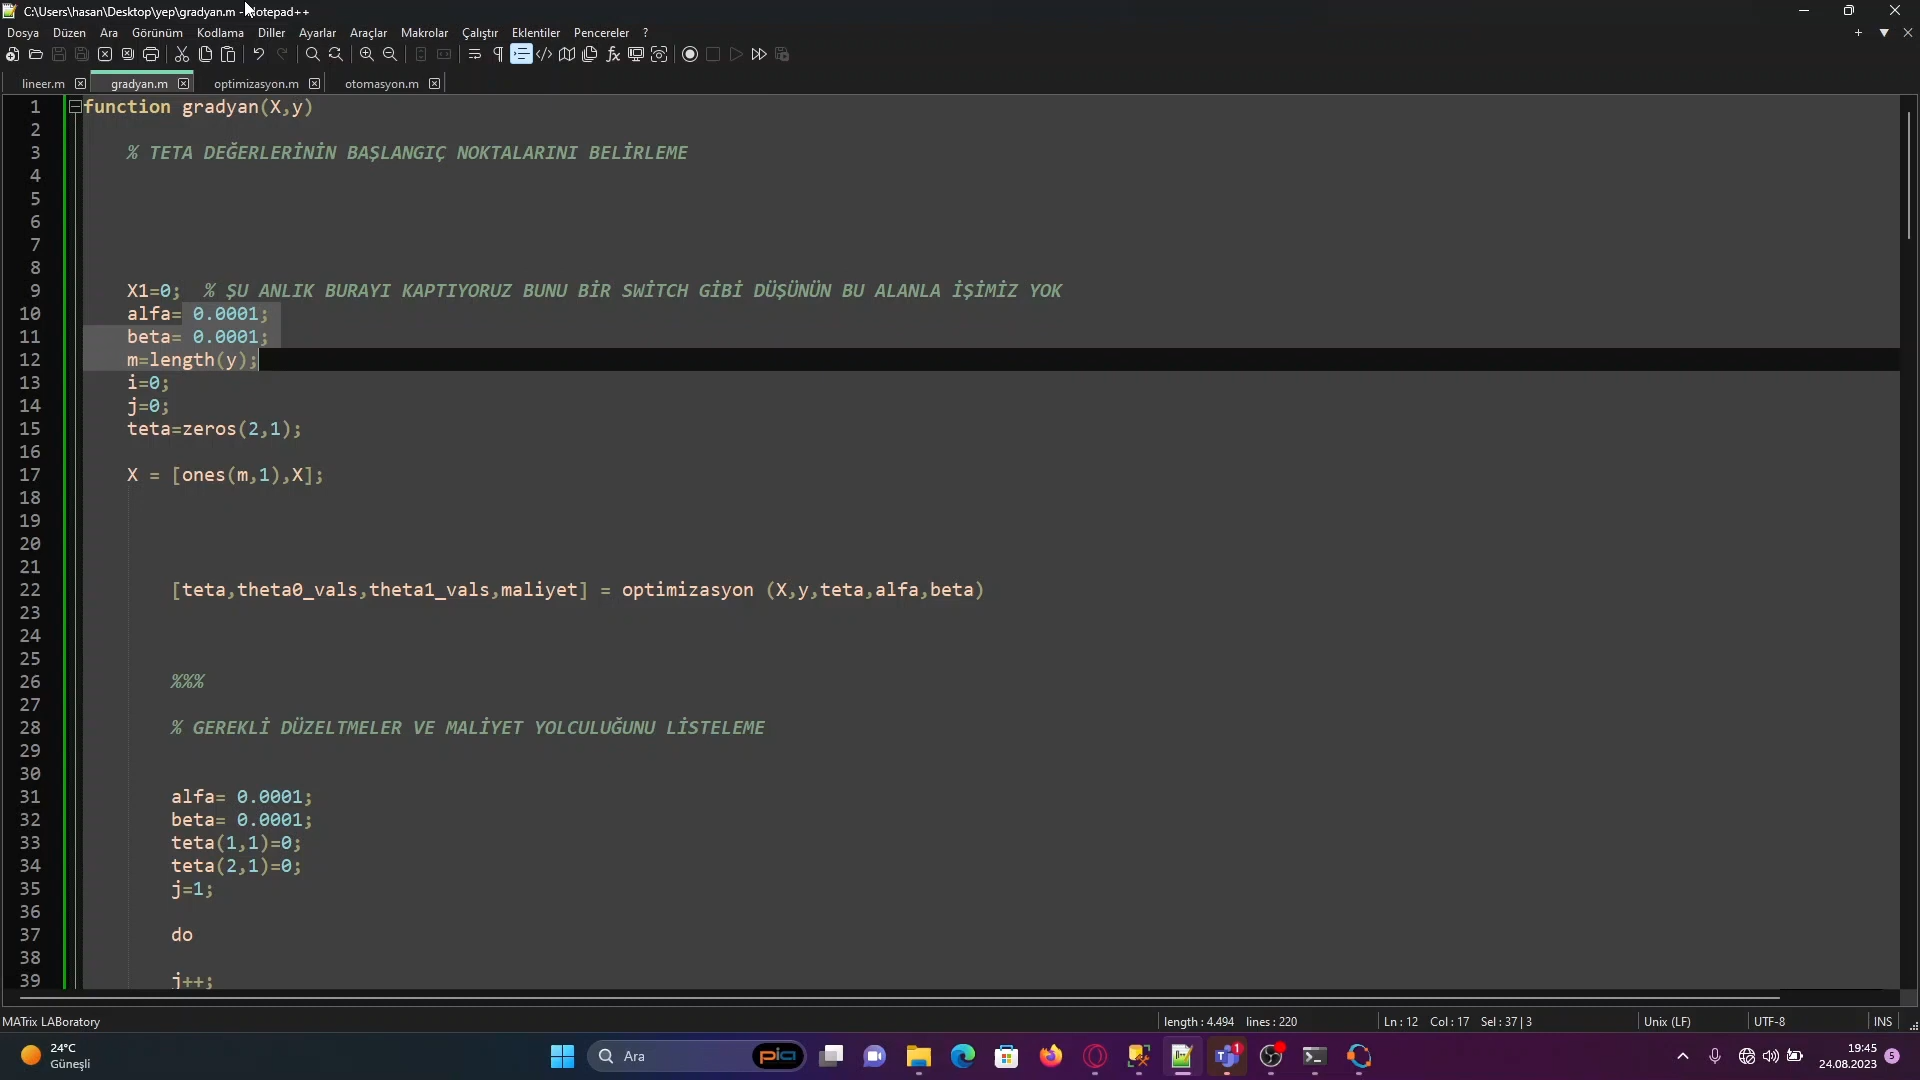 C:\Users\hasan\Desktop\yep\gradyan.m - Notepad++
Dosya Düzen Ara Görünüm Kodlama Diller Ayarlar Araçlar Makrolar Çalıştır Eklentiler Pencereler ?
lineer.m gradyan.m optimizasyon.m otomasyon.m
1 function gradyan(X,y)
2
3 % TETA DEĞERLERİNİN BAŞLANGIÇ NOKTALARINI BELİRLEME
4
5
6
7
8
9 X1=0; % ŞU ANLIK BURAYI KAPTIYORUZ BUNU BİR SWİTCH GİBİ DÜŞÜNÜN BU ALANLA İŞİMİZ YOK
10 alfa= 0.0001;
11 beta= 0.0001;
12 m=length(y);
13 i=0;
14 j=0;
15 teta=zeros(2,1);
16
17 X = [ones(m,1),X];
18
19
20
21
22 [teta,theta0_vals,theta1_vals,maliyet] = optimizasyon (X,y,teta,alfa,beta)
23
24
25
26 %%%
27
28 % GEREKLİ DÜZELTMELER VE MALİYET YOLCULUĞUNU LİSTELEME
29
30
31 alfa= 0.0001;
32 beta= 0.0001;
33 teta(1,1)=0;
34 teta(2,1)=0;
35 j=1;
36
37 do
38
39 j++;
MATrix LABoratory length : 4.494 lines : 220 Ln : 12 Col : 17 Sel : 37 | 3 Unix (LF) UTF-8 INS
24°C
Güneşli
Ara
pia
1
19:45
24.08.2023
5